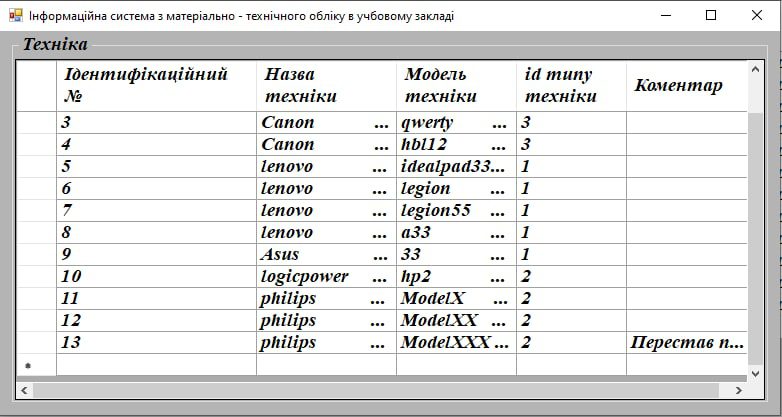 Інформаційна система з матеріально - технічного обліку в учбовому закладі
Техніка
Ідентифікаційний № Назва техніки Модель техніки id типу техніки Коментар
3 Canon ... qwerty ... 3
4 Canon ... hbl12 ... 3
5 lenovo ... idealpad33... 1
6 lenovo ... legion ... 1
7 lenovo ... legion55 ... 1
8 lenovo ... a33 ... 1
9 Asus ... 33 ... 1
10 logicpower ... hp2 ... 2
11 philips ... ModelX ... 2
12 philips ... ModelXX ... 2
13 philips ... ModelXXX ... 2 Перестав п...